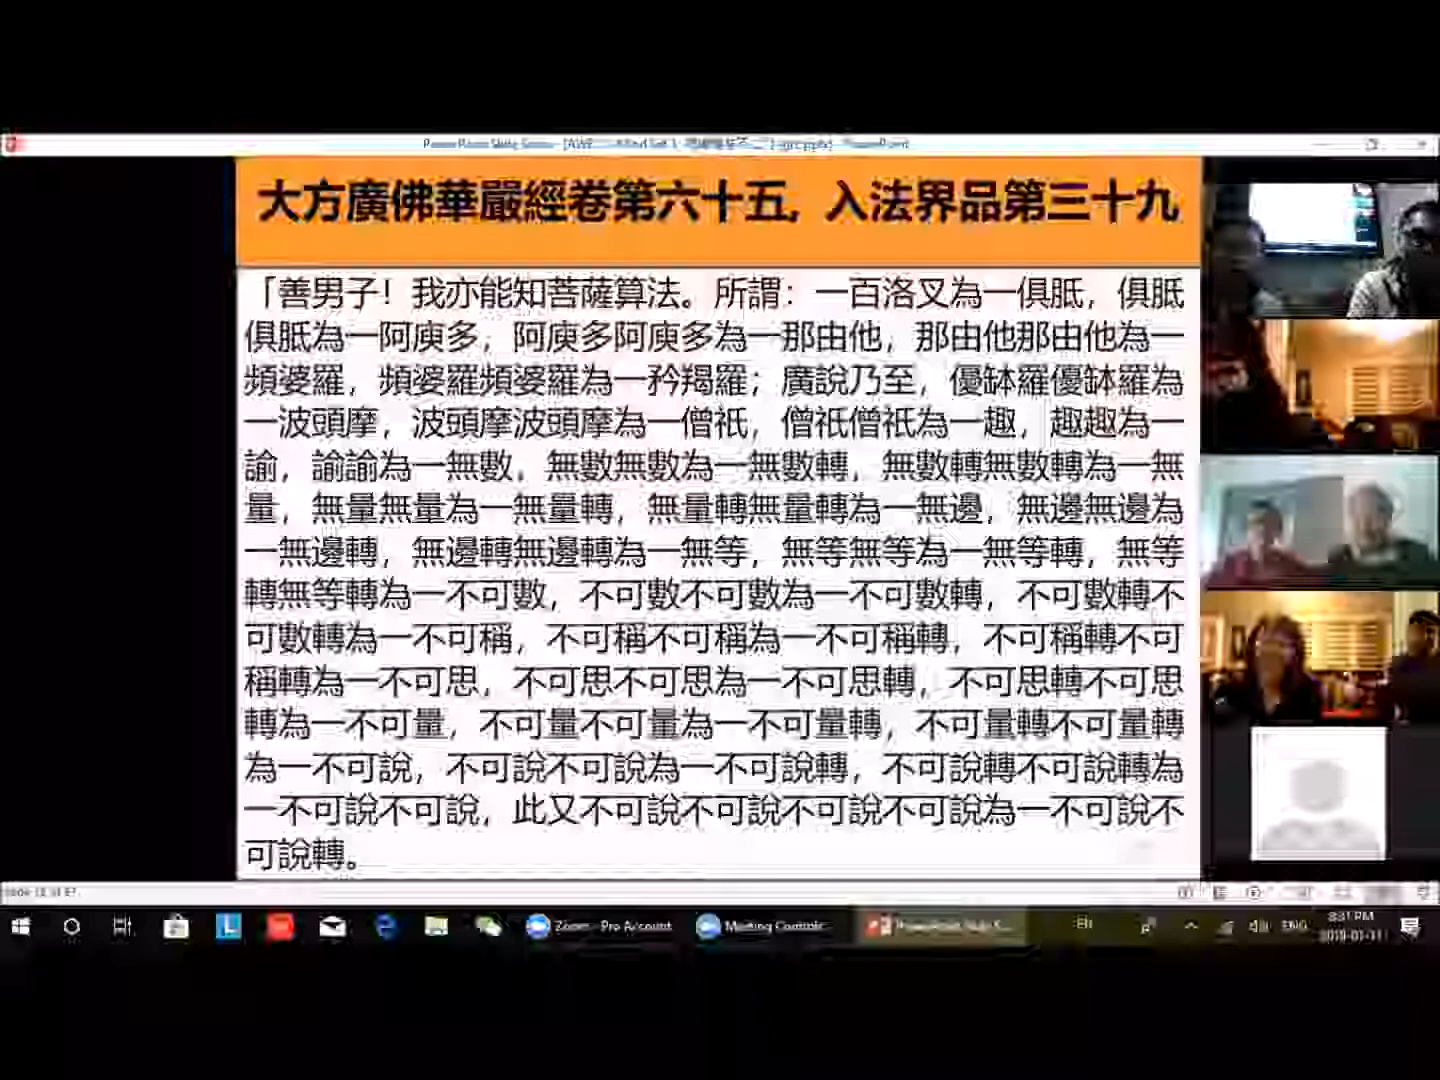 大方廣佛華嚴經卷第六十五, 入法界品第三十九
「善男子！我亦能知菩薩算法。所謂：一百洛叉為一俱胝，俱胝
俱胝為一阿庾多，阿庾多阿庾多為一那由他，那由他那由他為一
頻婆羅，頻婆羅頻婆羅為一矜羯羅；廣說乃至，優鉢羅優鉢羅為
一波頭摩，波頭摩波頭摩為一僧祇，僧祇僧祇為一趣，趣趣為一
諭，諭諭為一無數，無數無數為一無數轉，無數轉無數轉為一無
量，無量無量為一無量轉，無量轉無量轉為一無邊，無邊無邊為
一無邊轉，無邊轉無邊轉為一無等，無等無等為一無等轉，無等
轉無等轉為一不可數，不可數不可數為一不可數轉，不可數轉不
可數轉為一不可稱，不可稱不可稱為一不可稱轉，不可稱轉不可
稱轉為一不可思，不可思不可思為一不可思轉，不可思轉不可思
轉為一不可量，不可量不可量為一不可量轉，不可量轉不可量轉
為一不可說，不可說不可說為一不可說轉，不可說轉不可說轉為
一不可說不可說，此又不可說不可說不可說不可說為一不可說不
可說轉。
Zoom - Pro Account
Meeting Controls
EN
ENG
8:31 PM